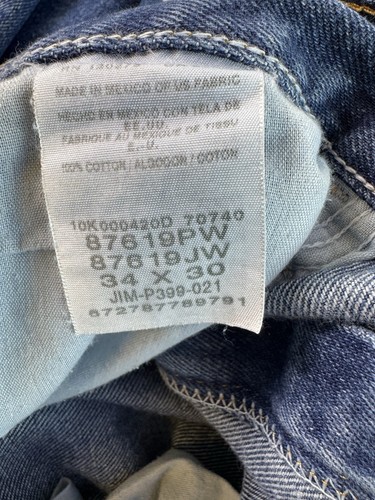 MADE IN MEXICO OF US FABRIC
HECHO EN MEXICO CON TELA DE
EE.UU.
FABRIQUE AU MEXIQUE DE TISSU
E.-U.
100% COTTON / ALGODON / COTON
10K000420D 70740
87619PW
87619JW
34 X 30
JIM-P399-021
672787789791